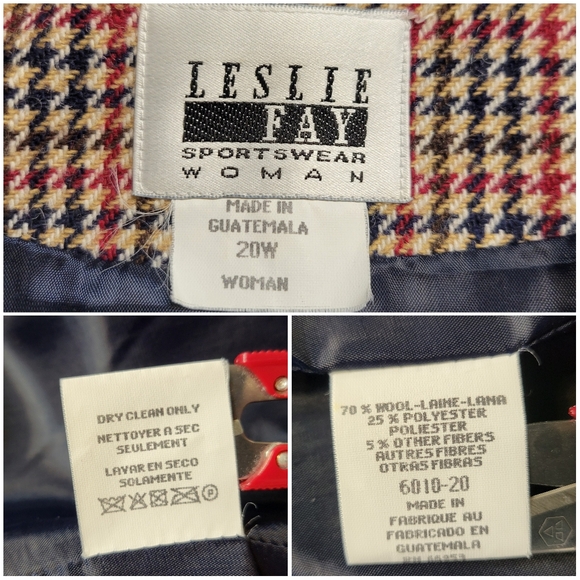 LESLIE
FAY
SPORTSWEAR
WOMAN
MADE IN
GUATEMALA
20W
WOMAN
DRY CLEAN ONLY
NETTOYER A SEC
SEULEMENT
LAVAR EN SECO
SOLAMENTE
P
70 % WOOL-LAINE-LANA
25 % POLYESTER
POLIESTER
5 % OTHER FIBERS
AUTRES FIBRES
OTRAS FIBRAS
6010-20
MADE IN
FABRIQUE AU
FABRICADO EN
GUATEMALA